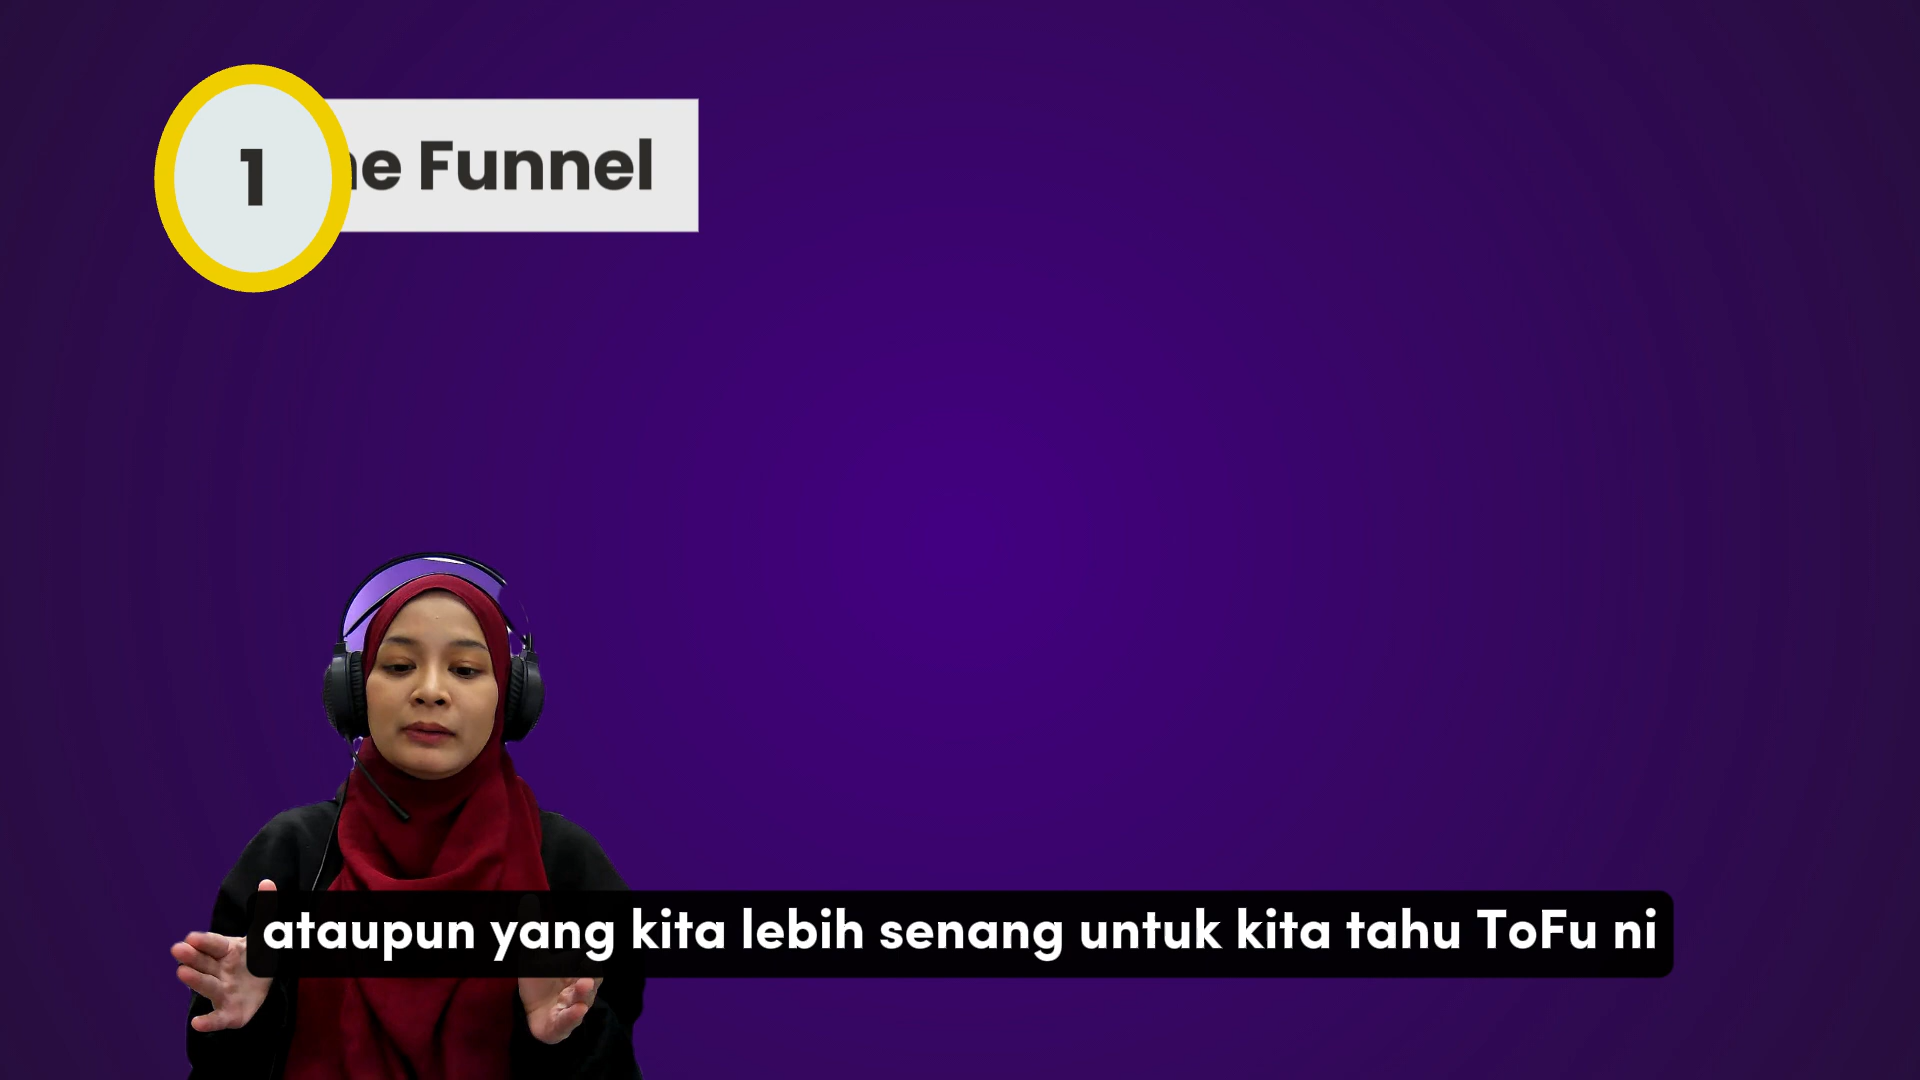 1
Funnel
ataupun yang kita lebih senang untuk kita tahu ToFu ni